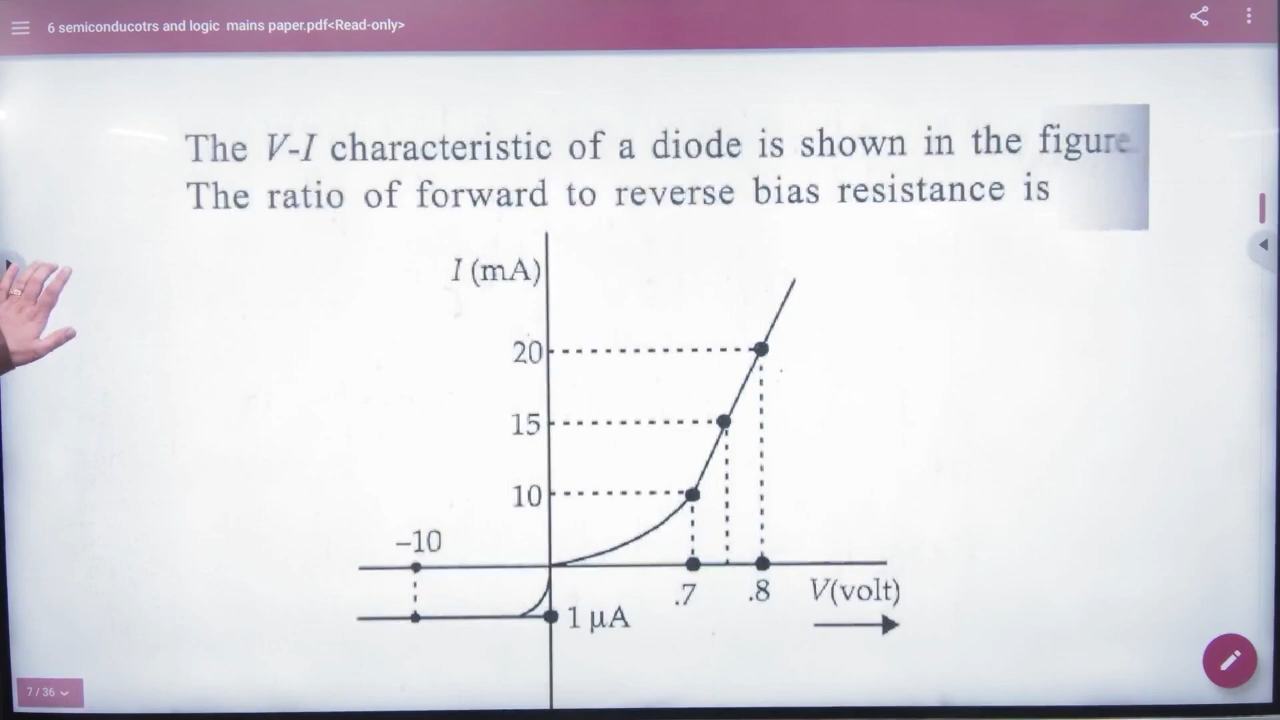 6 semiconducotrs and logic mains paper.pdf<Read-only>
The V-I characteristic of a diode is shown in the figure.
The ratio of forward to reverse bias resistance is
I (mA)
20
15
10
–10
.7
.8
V(volt)
1 μA
7 / 36